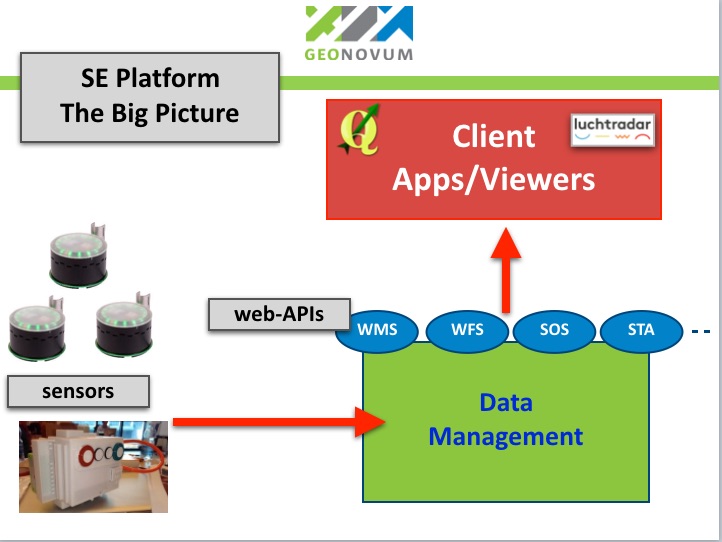 GEONOVUM
SE Platform
The Big Picture
Client
Apps/Viewers
luchtradar
web-APIs
WMS
WFS
SOS
STA
sensors
Data
Management